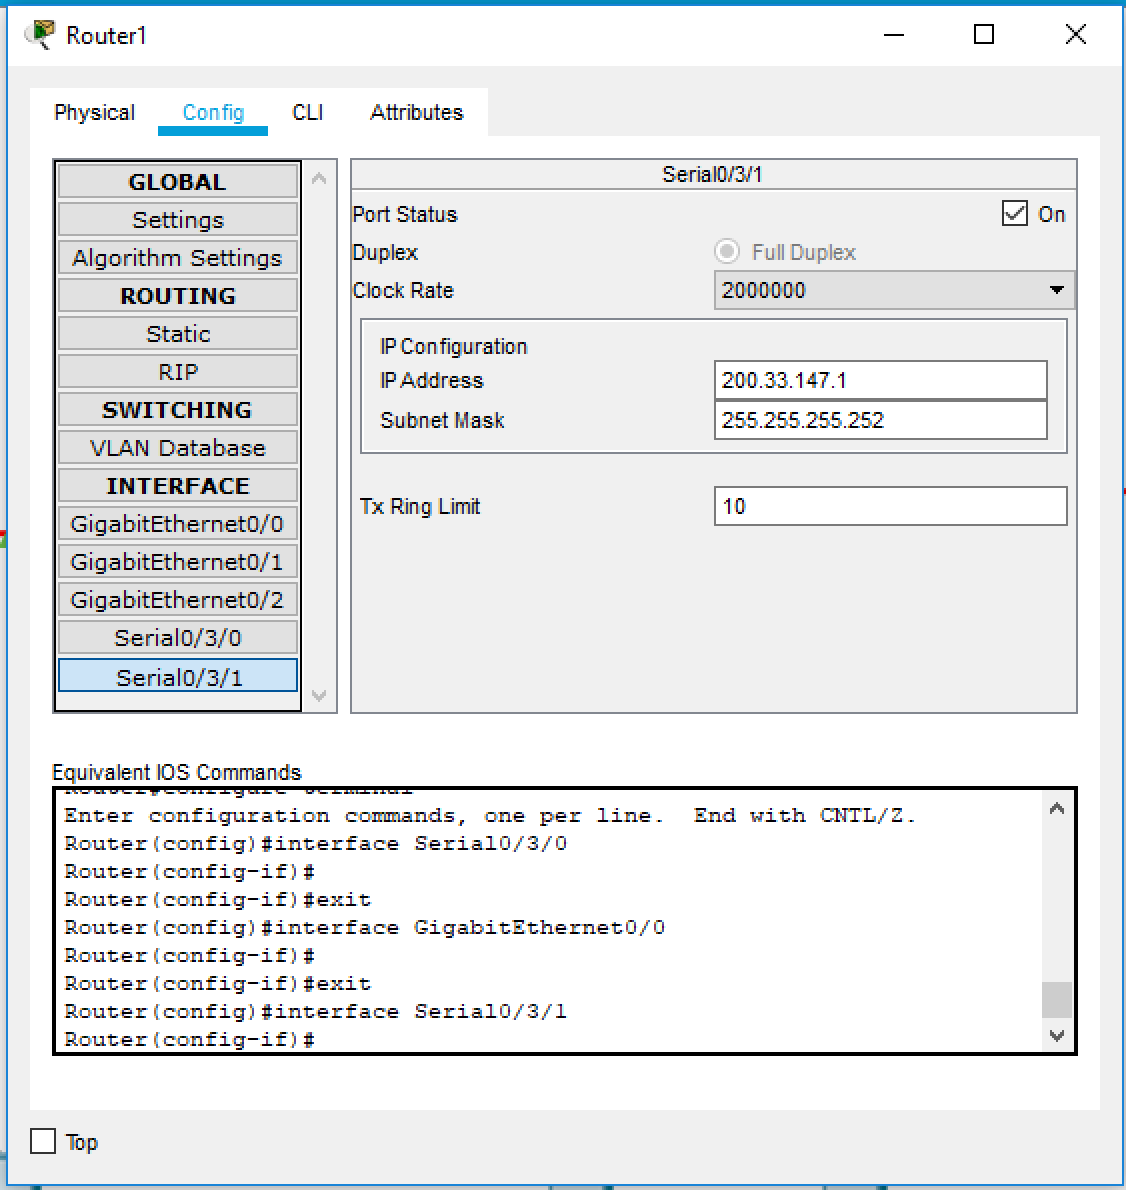 Router1
Physical Config CLI Attributes
GLOBAL
Settings
Algorithm Settings
ROUTING
Static
RIP
SWITCHING
VLAN Database
INTERFACE
GigabitEthernet0/0
GigabitEthernet0/1
GigabitEthernet0/2
Serial0/3/0
Serial0/3/1
Serial0/3/1
Port Status On
Duplex Full Duplex
Clock Rate 2000000
IP Configuration
IP Address 200.33.147.1
Subnet Mask 255.255.255.252
Tx Ring Limit 10
Equivalent IOS Commands
Router#configure terminal
Enter configuration commands, one per line.  End with CNTL/Z.
Router(config)#interface Serial0/3/0
Router(config-if)#
Router(config-if)#exit
Router(config)#interface GigabitEthernet0/0
Router(config-if)#
Router(config-if)#exit
Router(config)#interface Serial0/3/1
Router(config-if)#
Top